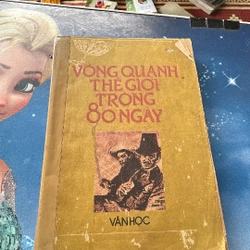 VÒNG QUANH
THẾ GIỚI
TRONG
80 NGÀY
VĂN HỌC